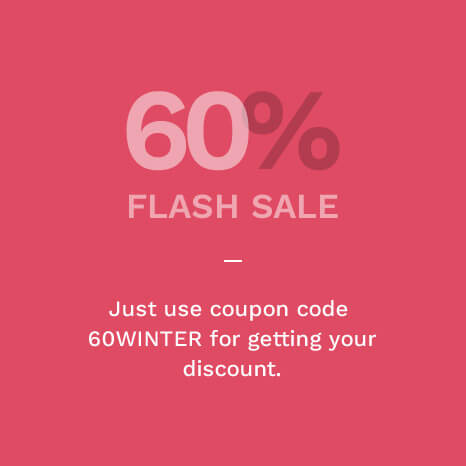 60%
FLASH SALE
Just use coupon code
60WINTER for getting your
discount.